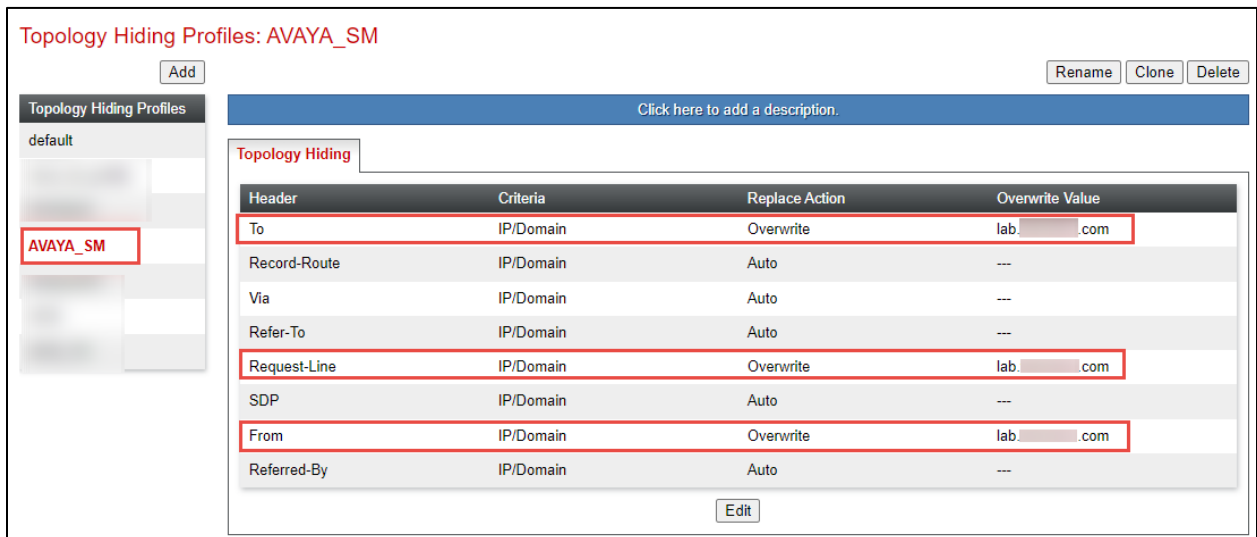 Topology Hiding Profiles: AVAYA_SM
Add
Rename Clone Delete
Topology Hiding Profiles
Click here to add a description.
default
Topology Hiding
Header Criteria Replace Action Overwrite Value
To IP/Domain Overwrite lab. .com
AVAYA_SM
Record-Route IP/Domain Auto ---
Via IP/Domain Auto ---
Refer-To IP/Domain Auto ---
Request-Line IP/Domain Overwrite lab. .com
SDP IP/Domain Auto ---
From IP/Domain Overwrite lab. .com
Referred-By IP/Domain Auto ---
Edit